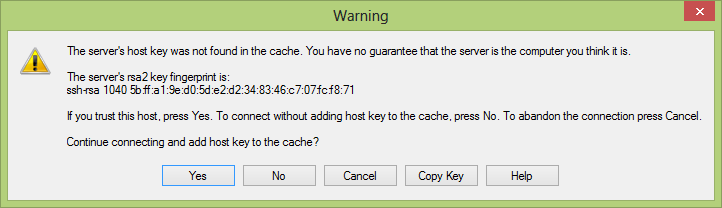 Warning
The server's host key was not found in the cache. You have no guarantee that the server is the computer you think it is.
The server's rsa2 key fingerprint is:
ssh-rsa 1040 5b:ff:a1:9e:d0:5d:e2:d2:34:83:46:c7:07:fc:f8:71
If you trust this host, press Yes. To connect without adding host key to the cache, press No. To abandon the connection press Cancel.
Continue connecting and add host key to the cache?
Yes No Cancel Copy Key Help